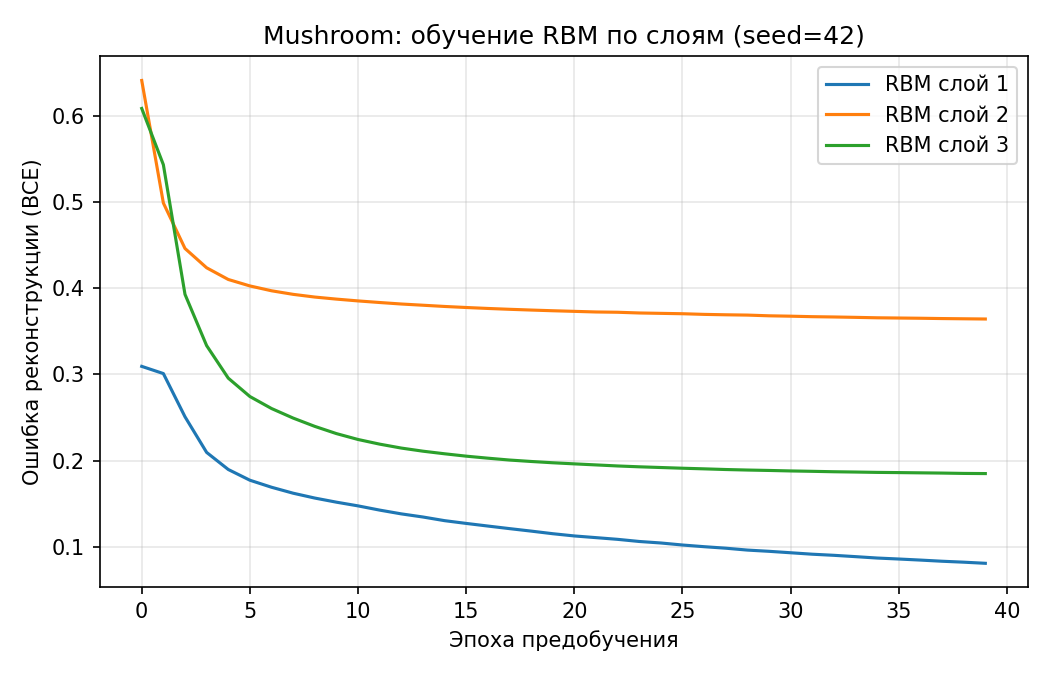 Mushroom: обучение RBM по слоям (seed=42)
RBM слой 1
RBM слой 2
RBM слой 3
Ошибка реконструкции (BCE)
0.6
0.5
0.4
0.3
0.2
0.1
0 5 10 15 20 25 30 35 40
Эпоха предобучения